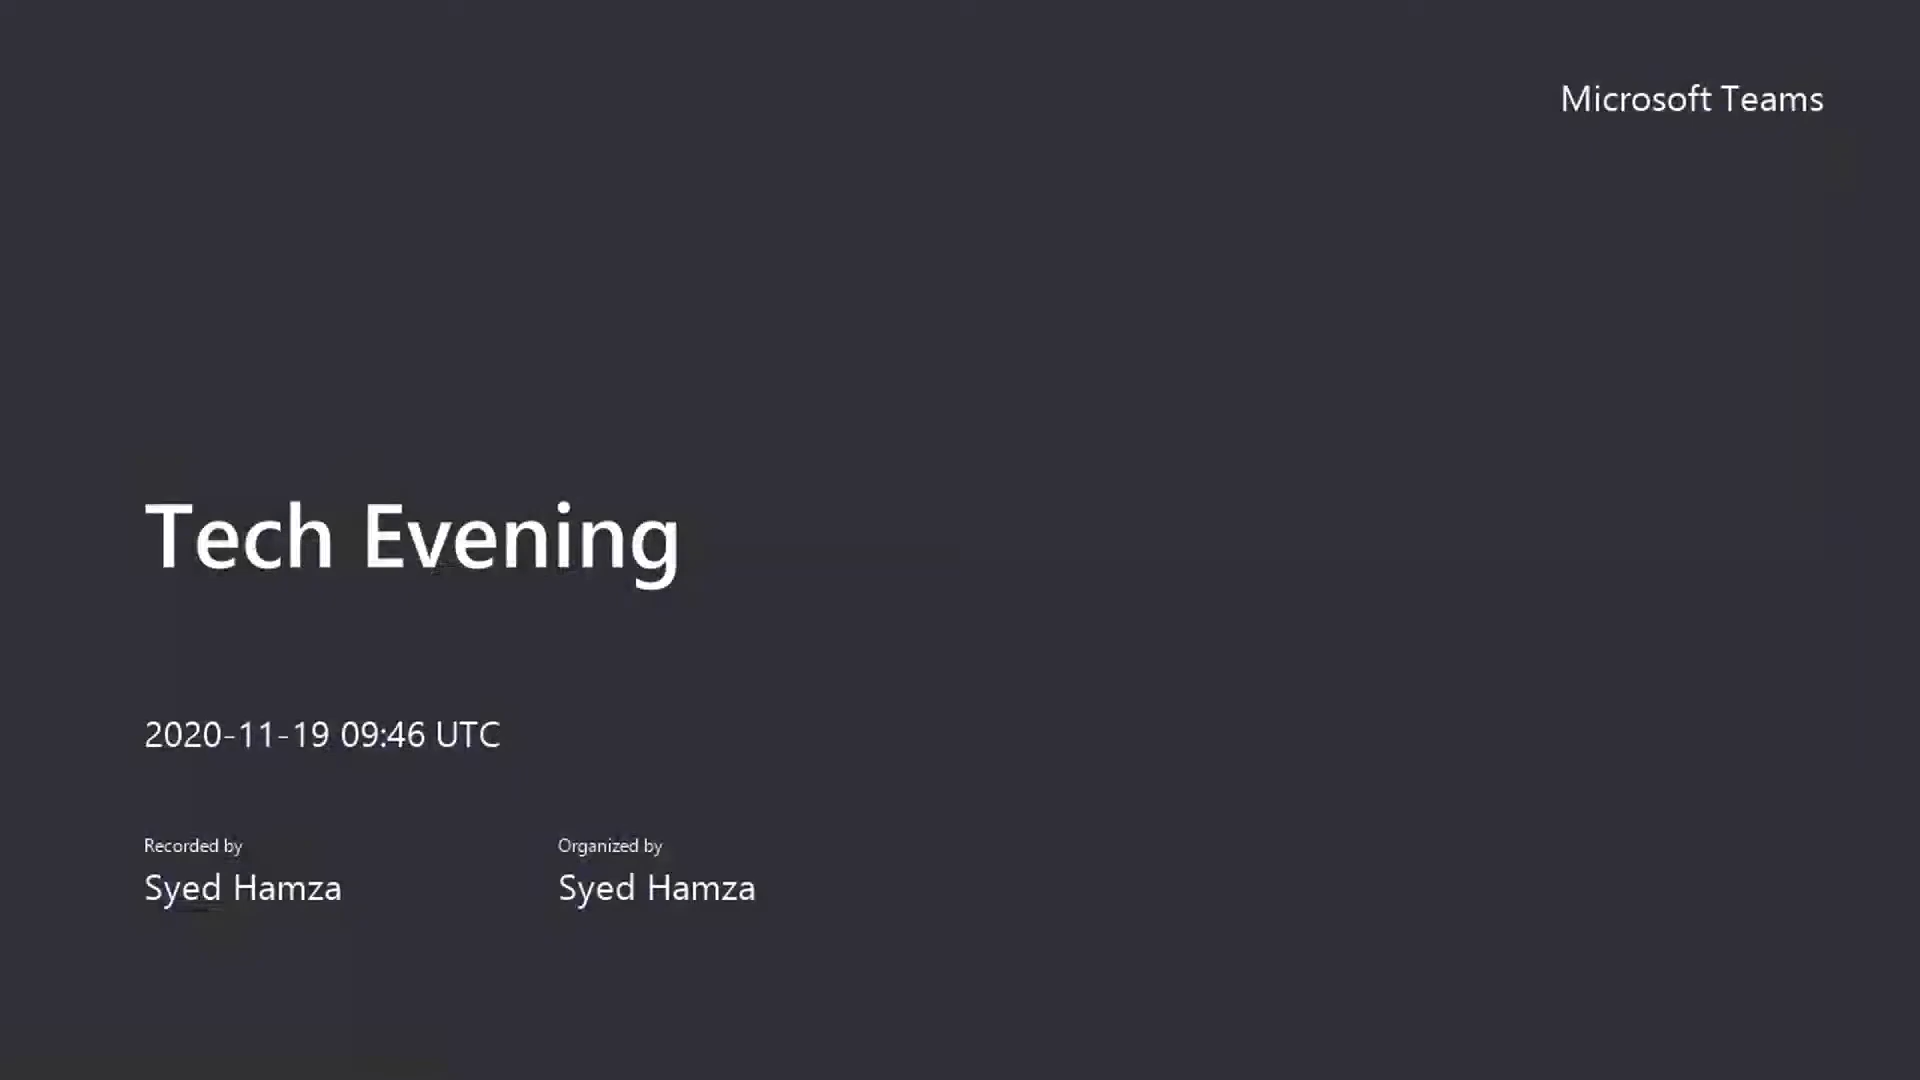 Microsoft Teams
Tech Evening
2020-11-19 09:46 UTC
Recorded by
Syed Hamza
Organized by
Syed Hamza